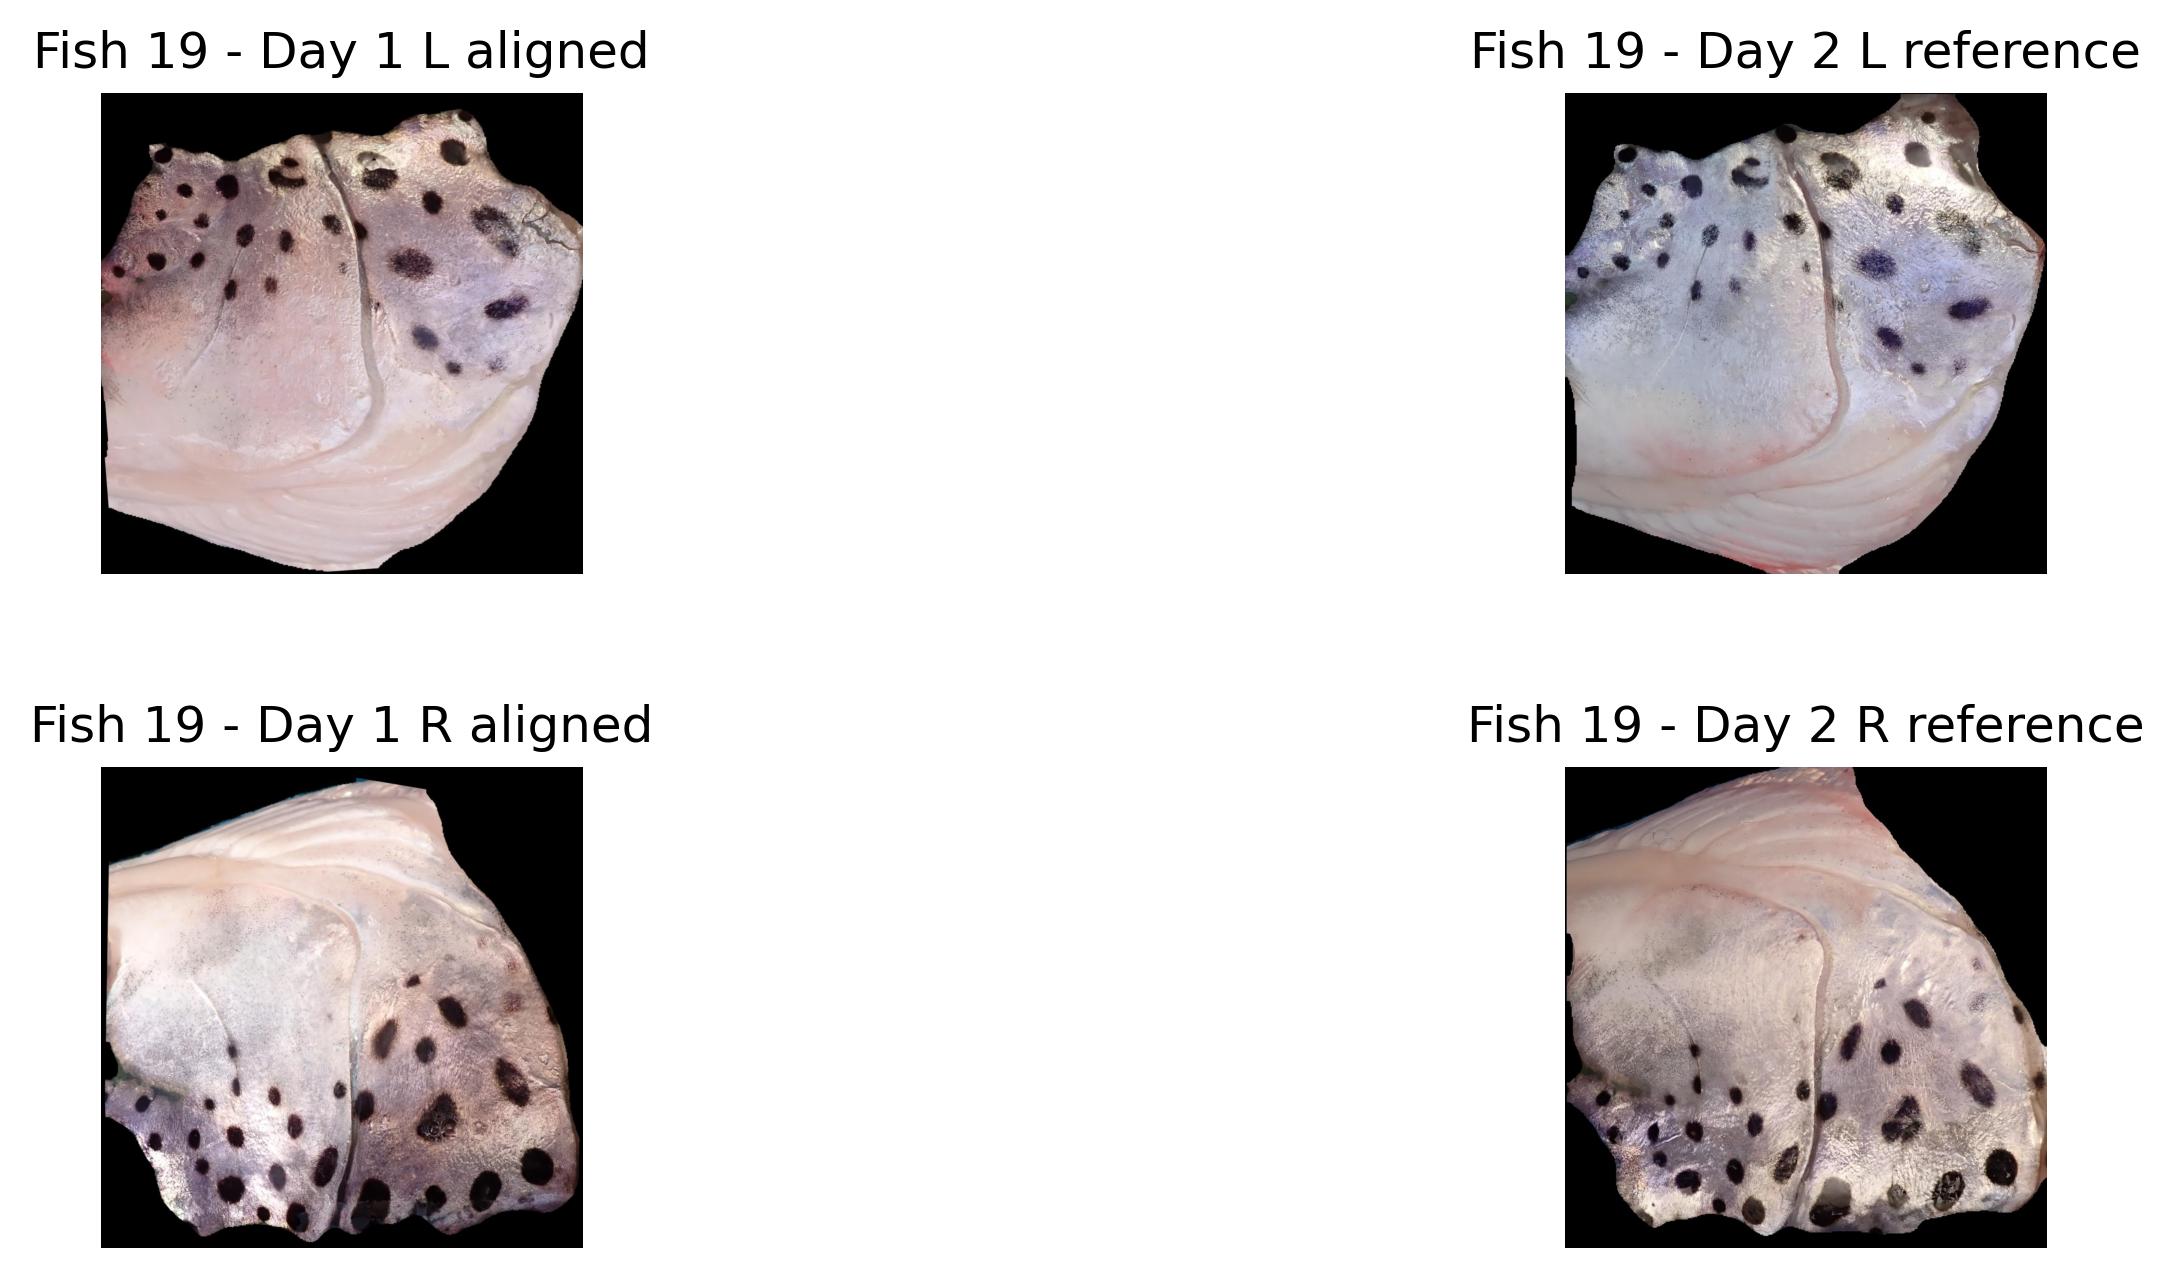 Fish 19 - Day 1 L aligned
Fish 19 - Day 2 L reference
Fish 19 - Day 1 R aligned
Fish 19 - Day 2 R reference